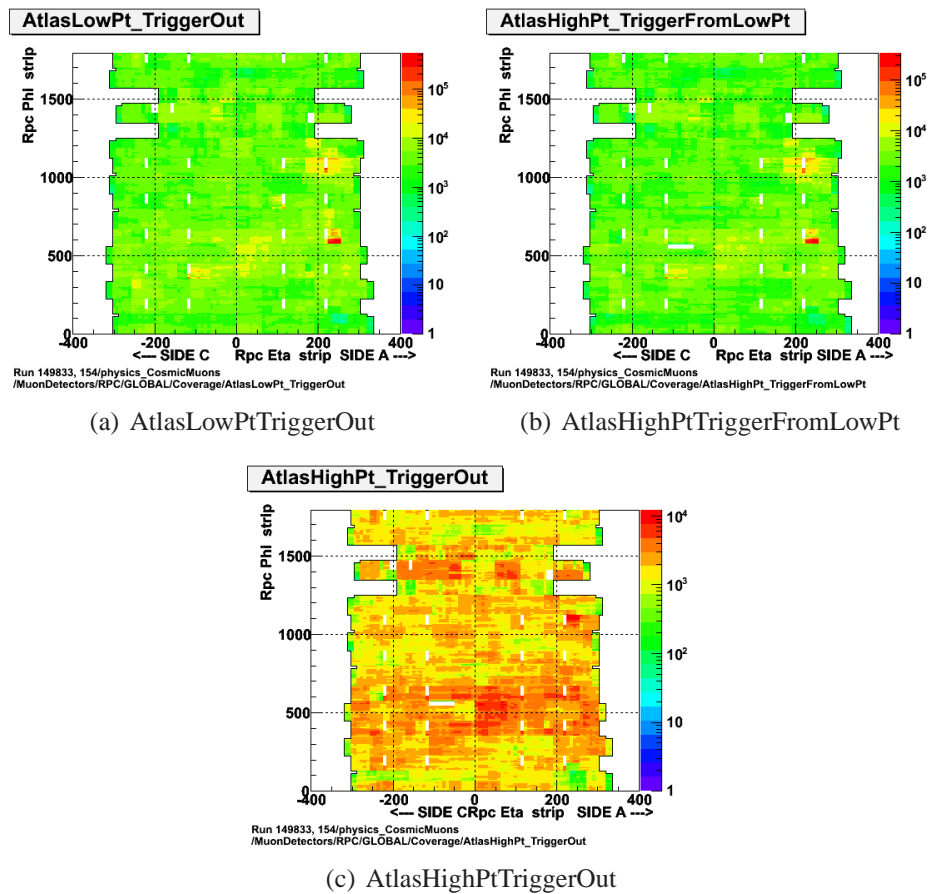 AtlasLowPt_TriggerOut
Rpc Phi strip
1500
1000
500
0
-400
-200
0
200
400
<--- SIDE C Rpc Eta strip SIDE A --->
10⁵
10⁴
10³
10²
10
1
Run 149833, 154/physics_CosmicMuons
/MuonDetectors/RPC/GLOBAL/Coverage/AtlasLowPt_TriggerOut
(a) AtlasLowPtTriggerOut
AtlasHighPt_TriggerFromLowPt
Rpc Phi strip
1500
1000
500
0
-400
-200
0
200
400
<--- SIDE C Rpc Eta strip SIDE A --->
10⁵
10⁴
10³
10²
10
1
Run 149833, 154/physics_CosmicMuons
/MuonDetectors/RPC/GLOBAL/Coverage/AtlasHighPt_TriggerFromLowPt
(b) AtlasHighPtTriggerFromLowPt
AtlasHighPt_TriggerOut
Rpc Phi strip
1500
1000
500
0
-400
-200
0
200
400
<--- SIDE CRpc Eta strip SIDE A --->
10⁴
10³
10²
10
1
Run 149833, 154/physics_CosmicMuons
/MuonDetectors/RPC/GLOBAL/Coverage/AtlasHighPt_TriggerOut
(c) AtlasHighPtTriggerOut